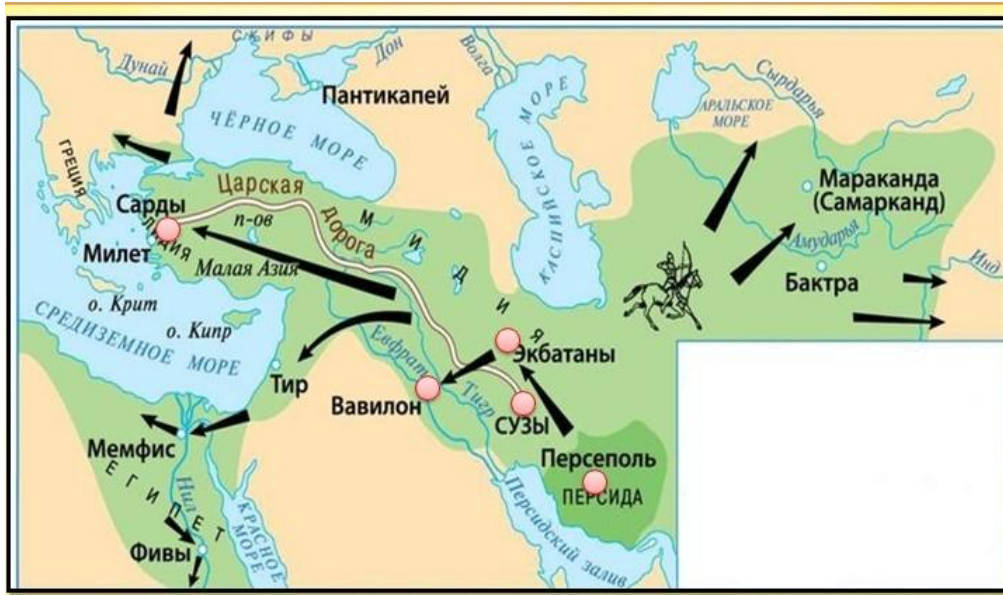 СКИФЫ
Дунай
Дон
Волга
Пантикапей
ЧЁРНОЕ МОРЕ
КАСПИЙСКОЕ МОРЕ
Сырдарья
АРАЛЬСКОЕ
МОРЕ
ГРЕЦИЯ
Царская
дорога
Мараканда
(Самарканд)
Сарды
ЛИДИЯ
п-ов
Малая Азия
Милет
МИДИЯ
Амударья
Бактра
Инд
о. Крит
о. Кипр
СРЕДИЗЕМНОЕ МОРЕ
Евфрат
Тигр
Экбатаны
Тир
Вавилон
СУЗЫ
Мемфис
ЕГИПЕТ
Нил
Персеполь
ПЕРСИДА
КРАСНОЕ
МОРЕ
Персидский залив
Фивы